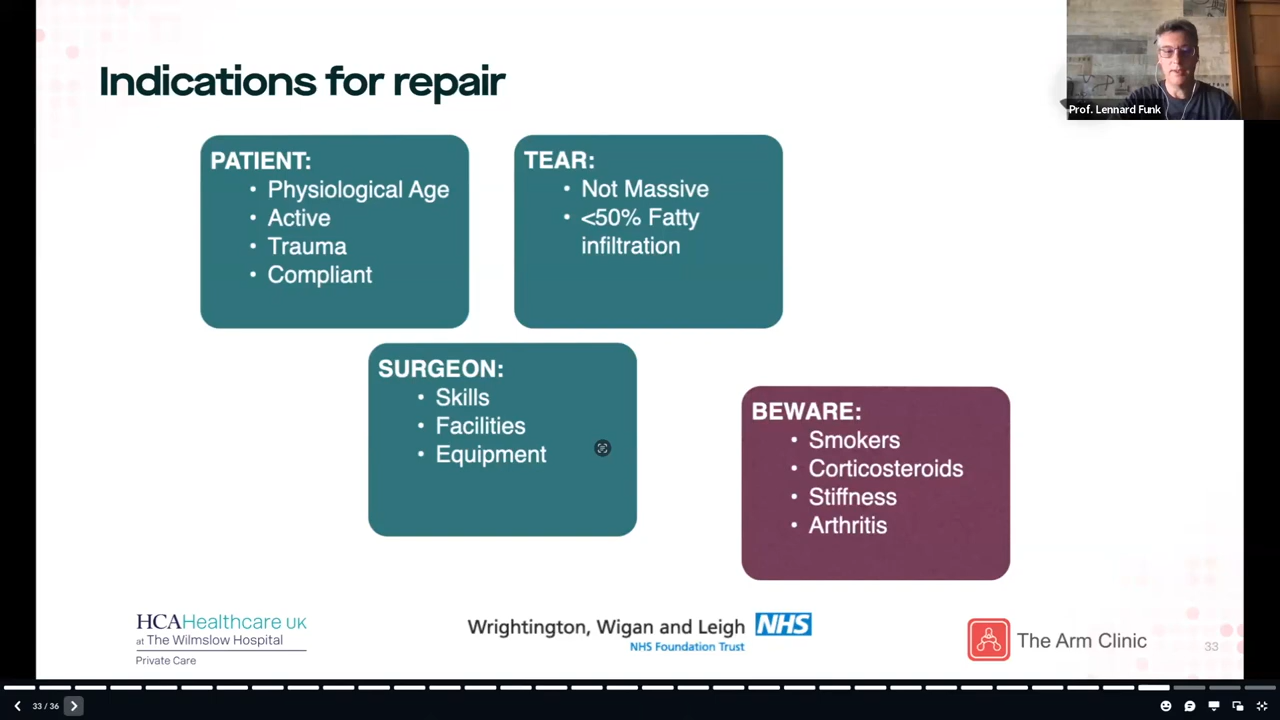 Indications for repair
Prof. Lennard Funk
PATIENT:
• Physiological Age
• Active
• Trauma
• Compliant
TEAR:
• Not Massive
• <50% Fatty
infiltration
SURGEON:
• Skills
• Facilities
• Equipment
BEWARE:
• Smokers
• Corticosteroids
• Stiffness
• Arthritis
HCAHealthcare UK
at The Wilmslow Hospital
Private Care
Wrightington, Wigan and Leigh NHS
NHS Foundation Trust
The Arm Clinic
33
33 / 36